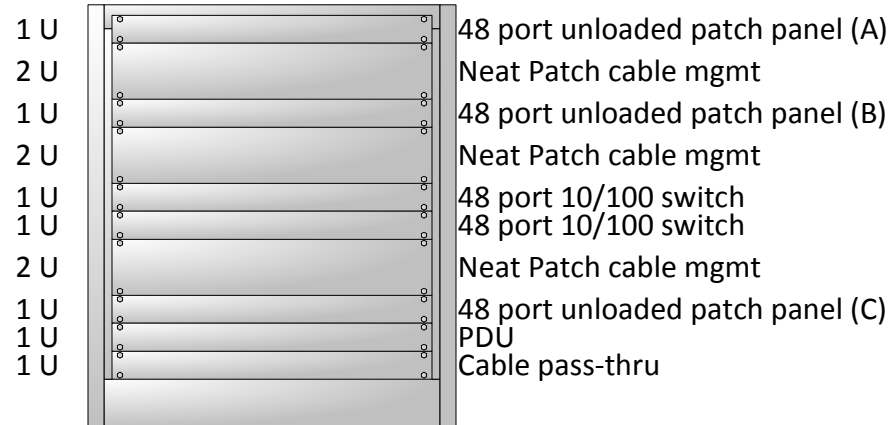 1 U 48 port unloaded patch panel (A)
2 U Neat Patch cable mgmt
1 U 48 port unloaded patch panel (B)
2 U Neat Patch cable mgmt
1 U 48 port 10/100 switch
1 U 48 port 10/100 switch
2 U Neat Patch cable mgmt
1 U 48 port unloaded patch panel (C)
1 U PDU
1 U Cable pass-thru